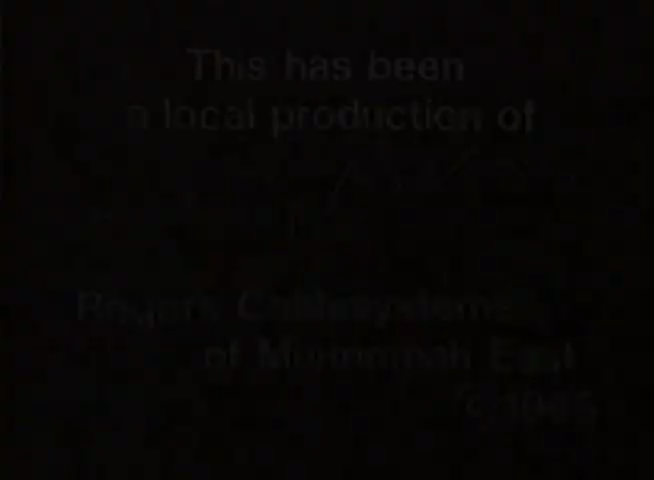 This has been
a local production of
Rogers Cablesystems
of Multnomah East